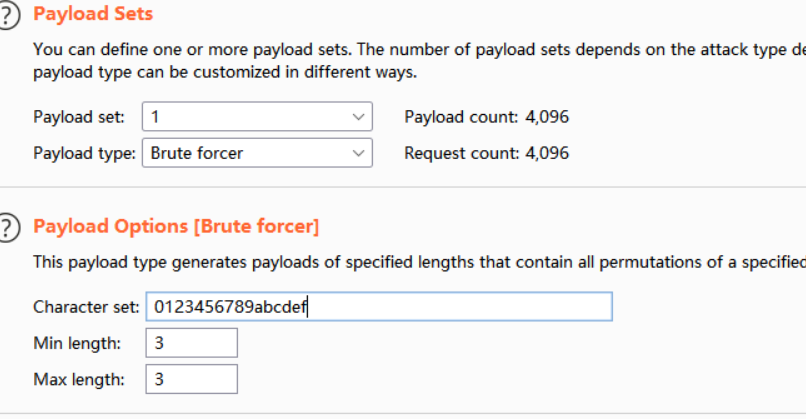 ? Payload Sets
You can define one or more payload sets. The number of payload sets depends on the attack type de
payload type can be customized in different ways.
Payload set: 1 Payload count: 4,096
Payload type: Brute forcer Request count: 4,096
? Payload Options [Brute forcer]
This payload type generates payloads of specified lengths that contain all permutations of a specified
Character set: 0123456789abcdef
Min length: 3
Max length: 3